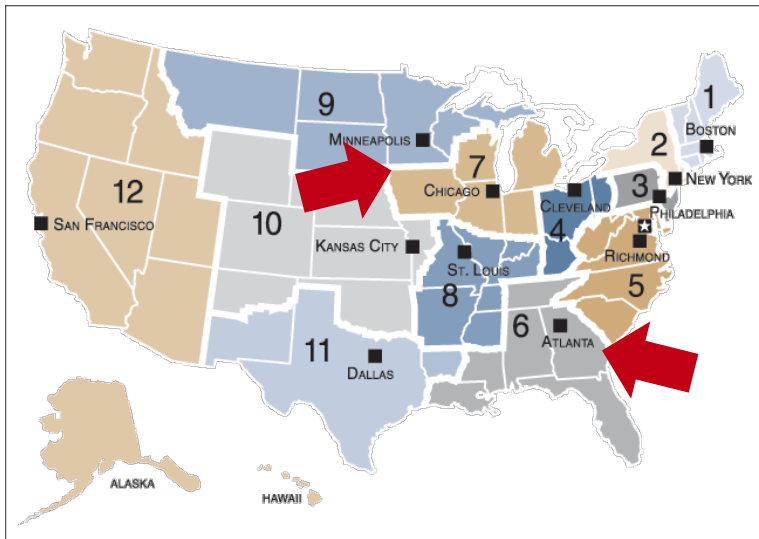 1
BOSTON
9
2
MINNEAPOLIS
7
NEW YORK
3
12
CHICAGO
CLEVELAND
PHILADELPHIA
10
4
SAN FRANCISCO
KANSAS CITY
RICHMOND
ST. LOUIS
5
8
6
11
ATLANTA
DALLAS
ALASKA
HAWAII